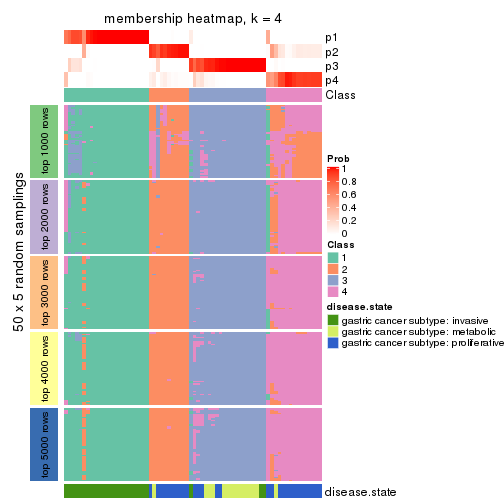 membership heatmap, k = 4
p1
p2
p3
p4
Class
50 x 5 random samplings
top 1000 rows
top 2000 rows
top 3000 rows
top 4000 rows
top 5000 rows
Prob
1
0.8
0.6
0.4
0.2
0
Class
1
2
3
4
disease.state
gastric cancer subtype: invasive
gastric cancer subtype: metabolic
gastric cancer subtype: proliferative
disease.state